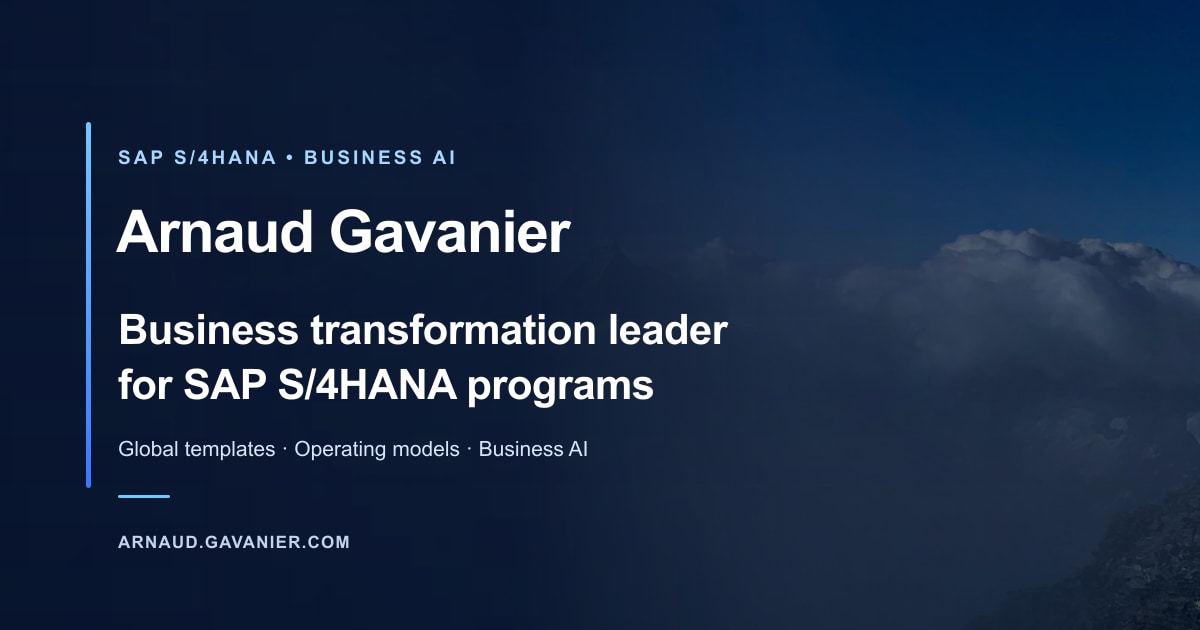 SAP S/4HANA • BUSINESS AI
Arnaud Gavanier
Business transformation leader
for SAP S/4HANA programs
Global templates · Operating models · Business AI
ARNAUD.GAVANIER.COM